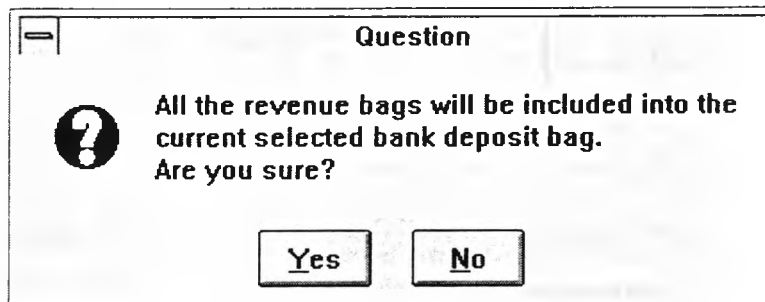 Question
All the revenue bags will be included into the
current selected bank deposit bag.
Are you sure?
Yes
No